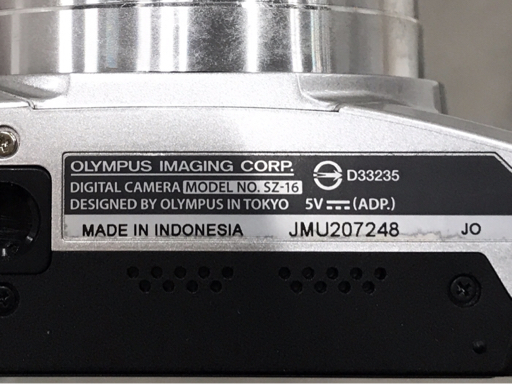 OLYMPUS IMAGING CORP.
D33235
DIGITAL CAMERA MODEL NO. SZ-16
DESIGNED BY OLYMPUS IN TOKYO 5V⎓(ADP.)
MADE IN INDONESIA JMU207248 JO